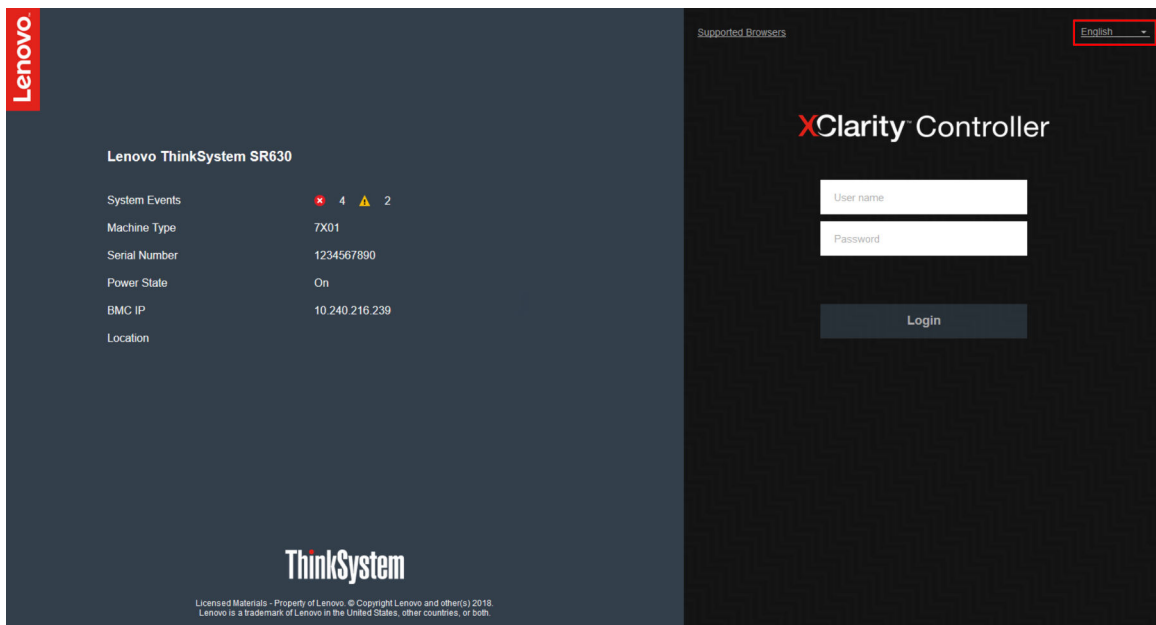 Lenovo.
Supported Browsers
English
XClarity™ Controller
Lenovo ThinkSystem SR630
System Events 4 2
Machine Type 7X01
Serial Number 1234567890
Power State On
BMC IP 10.240.216.239
Location
User name
Password
Login
ThinkSystem
Licensed Materials - Property of Lenovo. © Copyright Lenovo and other(s) 2018.
Lenovo is a trademark of Lenovo in the United States, other countries, or both.